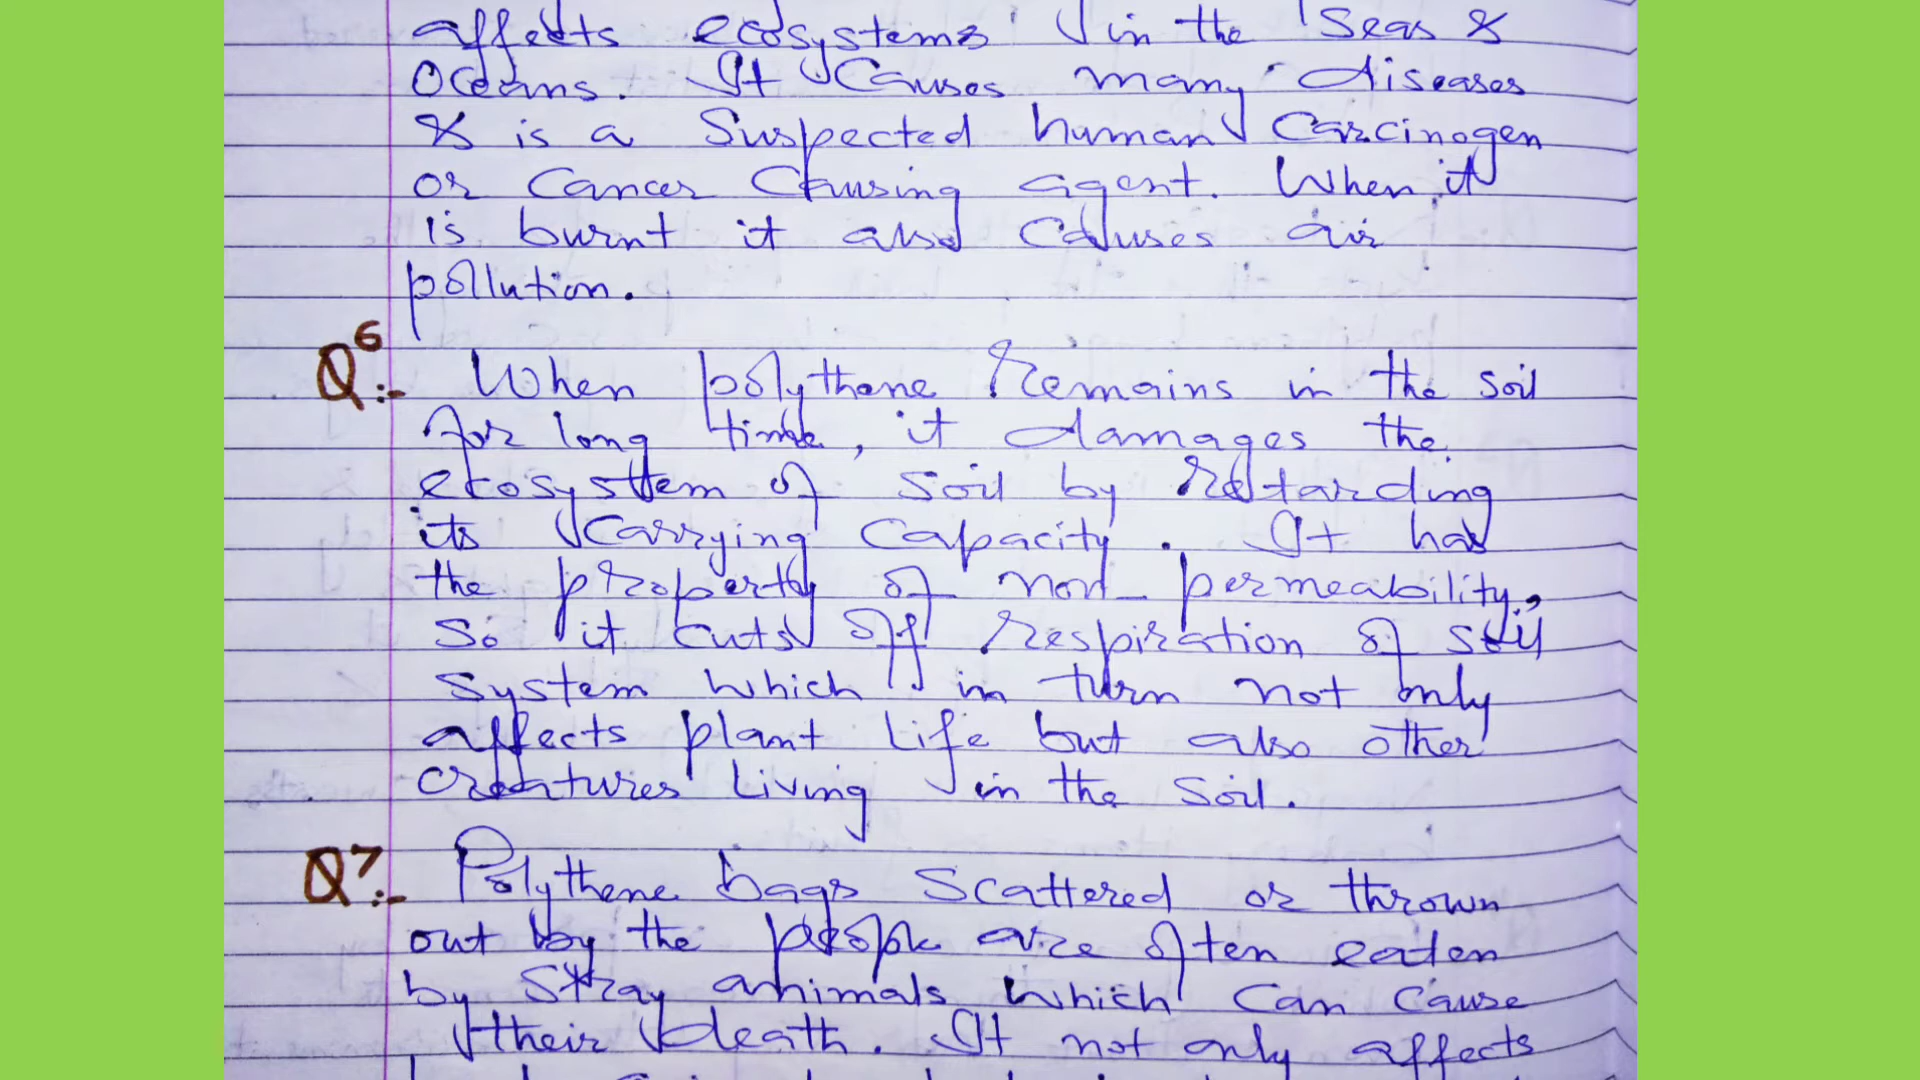 affects ecosystems in the Seas &
Oceans. It Causes many diseases
& is a Suspected human Carcinogen
or Cancer Causing agent. When it
is burnt it also causes air
pollution.
Q6:- When polythene remains in the soil
for long time, it damages the
ecosystem of soil by retarding
its Carrying Capacity. It has
the property of non-permeability,
So it cuts off respiration of soil
System which in turn not only
affects plant life but also other
creatures living in the soil.
Q7:- Polythene bags Scattered or thrown
out by the people are often eaten
by stray animals which can cause
their death. It not only affects